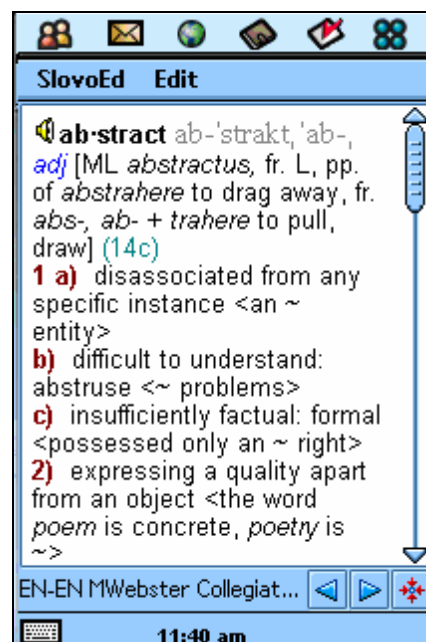 SlovoEd Edit
ab·stract ab-'strakt, 'ab-,
adj [ML abstractus, fr. L, pp.
of abstrahere to drag away, fr.
abs-, ab- + trahere to pull,
draw] (14c)
1 a) disassociated from any
specific instance <an ~
entity>
b) difficult to understand:
abstruse <~ problems>
c) insufficiently factual: formal
<possessed only an ~ right>
2) expressing a quality apart
from an object <the word
poem is concrete, poetry is
~>
EN-EN MWebster Collegiat...
11:40 am